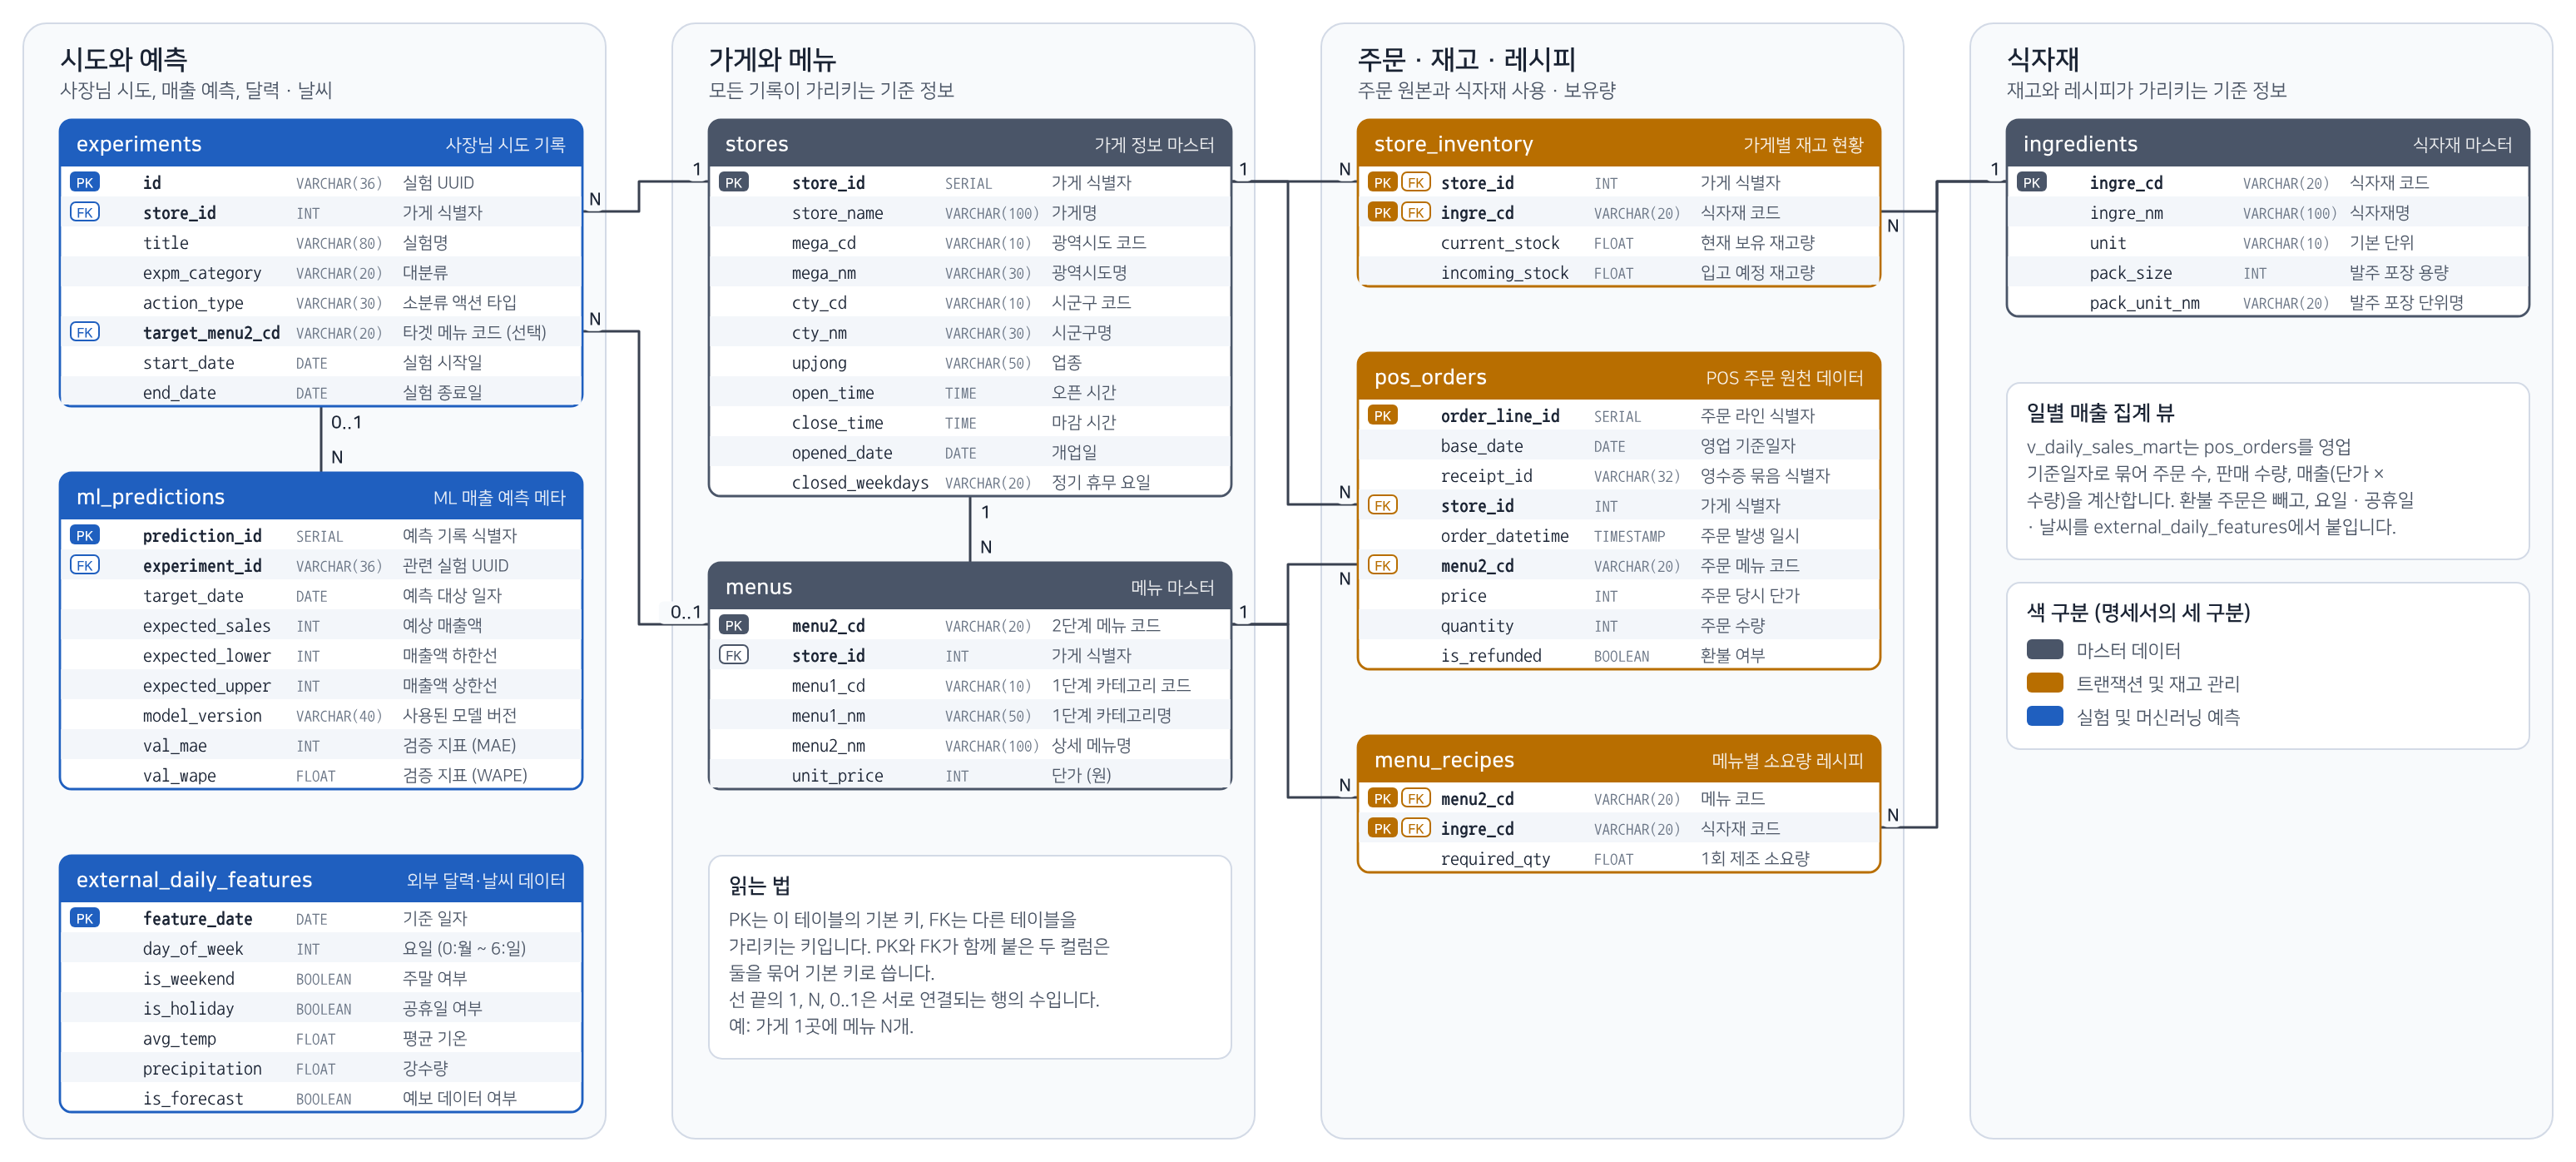 시도와 예측
사장님 시도, 매출 예측, 달력 · 날씨
experiments 사장님 시도 기록
PK id VARCHAR(36) 실험 UUID
FK store_id INT 가게 식별자
title VARCHAR(80) 실험명
expm_category VARCHAR(20) 대분류
action_type VARCHAR(30) 소분류 액션 타입
FK target_menu2_cd VARCHAR(20) 타겟 메뉴 코드 (선택)
start_date DATE 실험 시작일
end_date DATE 실험 종료일
N
N
0..1
N
ml_predictions ML 매출 예측 메타
PK prediction_id SERIAL 예측 기록 식별자
FK experiment_id VARCHAR(36) 관련 실험 UUID
target_date DATE 예측 대상 일자
expected_sales INT 예상 매출액
expected_lower INT 매출액 하한선
expected_upper INT 매출액 상한선
model_version VARCHAR(40) 사용된 모델 버전
val_mae INT 검증 지표 (MAE)
val_wape FLOAT 검증 지표 (WAPE)
external_daily_features 외부 달력·날씨 데이터
PK feature_date DATE 기준 일자
day_of_week INT 요일 (0:월 ~ 6:일)
is_weekend BOOLEAN 주말 여부
is_holiday BOOLEAN 공휴일 여부
avg_temp FLOAT 평균 기온
precipitation FLOAT 강수량
is_forecast BOOLEAN 예보 데이터 여부
가게와 메뉴
모든 기록이 가리키는 기준 정보
1
stores 가게 정보 마스터
1
PK store_id SERIAL 가게 식별자
store_name VARCHAR(100) 가게명
mega_cd VARCHAR(10) 광역시도 코드
mega_nm VARCHAR(30) 광역시도명
cty_cd VARCHAR(10) 시군구 코드
cty_nm VARCHAR(30) 시군구명
upjong VARCHAR(50) 업종
open_time TIME 오픈 시간
close_time TIME 마감 시간
opened_date DATE 개업일
closed_weekdays VARCHAR(20) 정기 휴무 요일
1
N
menus 메뉴 마스터
0..1
1
PK menu2_cd VARCHAR(20) 2단계 메뉴 코드
FK store_id INT 가게 식별자
menu1_cd VARCHAR(10) 1단계 카테고리 코드
menu1_nm VARCHAR(50) 1단계 카테고리명
menu2_nm VARCHAR(100) 상세 메뉴명
unit_price INT 단가 (원)
읽는 법
PK는 이 테이블의 기본 키, FK는 다른 테이블을
가리키는 키입니다. PK와 FK가 함께 붙은 두 컬럼은
둘을 묶어 기본 키로 씁니다.
선 끝의 1, N, 0..1은 서로 연결되는 행의 수입니다.
예: 가게 1곳에 메뉴 N개.
주문 · 재고 · 레시피
주문 원본과 식자재 사용 · 보유량
store_inventory 가게별 재고 현황
N
PK FK store_id INT 가게 식별자
PK FK ingre_cd VARCHAR(20) 식자재 코드
N
current_stock FLOAT 현재 보유 재고량
incoming_stock FLOAT 입고 예정 재고량
pos_orders POS 주문 원천 데이터
PK order_line_id SERIAL 주문 라인 식별자
base_date DATE 영업 기준일자
receipt_id VARCHAR(32) 영수증 묶음 식별자
N
FK store_id INT 가게 식별자
order_datetime TIMESTAMP 주문 발생 일시
FK menu2_cd VARCHAR(20) 주문 메뉴 코드
N
price INT 주문 당시 단가
quantity INT 주문 수량
is_refunded BOOLEAN 환불 여부
menu_recipes 메뉴별 소요량 레시피
N
PK FK menu2_cd VARCHAR(20) 메뉴 코드
N
PK FK ingre_cd VARCHAR(20) 식자재 코드
required_qty FLOAT 1회 제조 소요량
식자재
재고와 레시피가 가리키는 기준 정보
ingredients 식자재 마스터
1
PK ingre_cd VARCHAR(20) 식자재 코드
ingre_nm VARCHAR(100) 식자재명
unit VARCHAR(10) 기본 단위
pack_size INT 발주 포장 용량
pack_unit_nm VARCHAR(20) 발주 포장 단위명
일별 매출 집계 뷰
v_daily_sales_mart는 pos_orders를 영업
기준일자로 묶어 주문 수, 판매 수량, 매출(단가 ×
수량)을 계산합니다. 환불 주문은 빼고, 요일 · 공휴일
· 날씨를 external_daily_features에서 붙입니다.
색 구분 (명세서의 세 구분)
마스터 데이터
트랜잭션 및 재고 관리
실험 및 머신러닝 예측